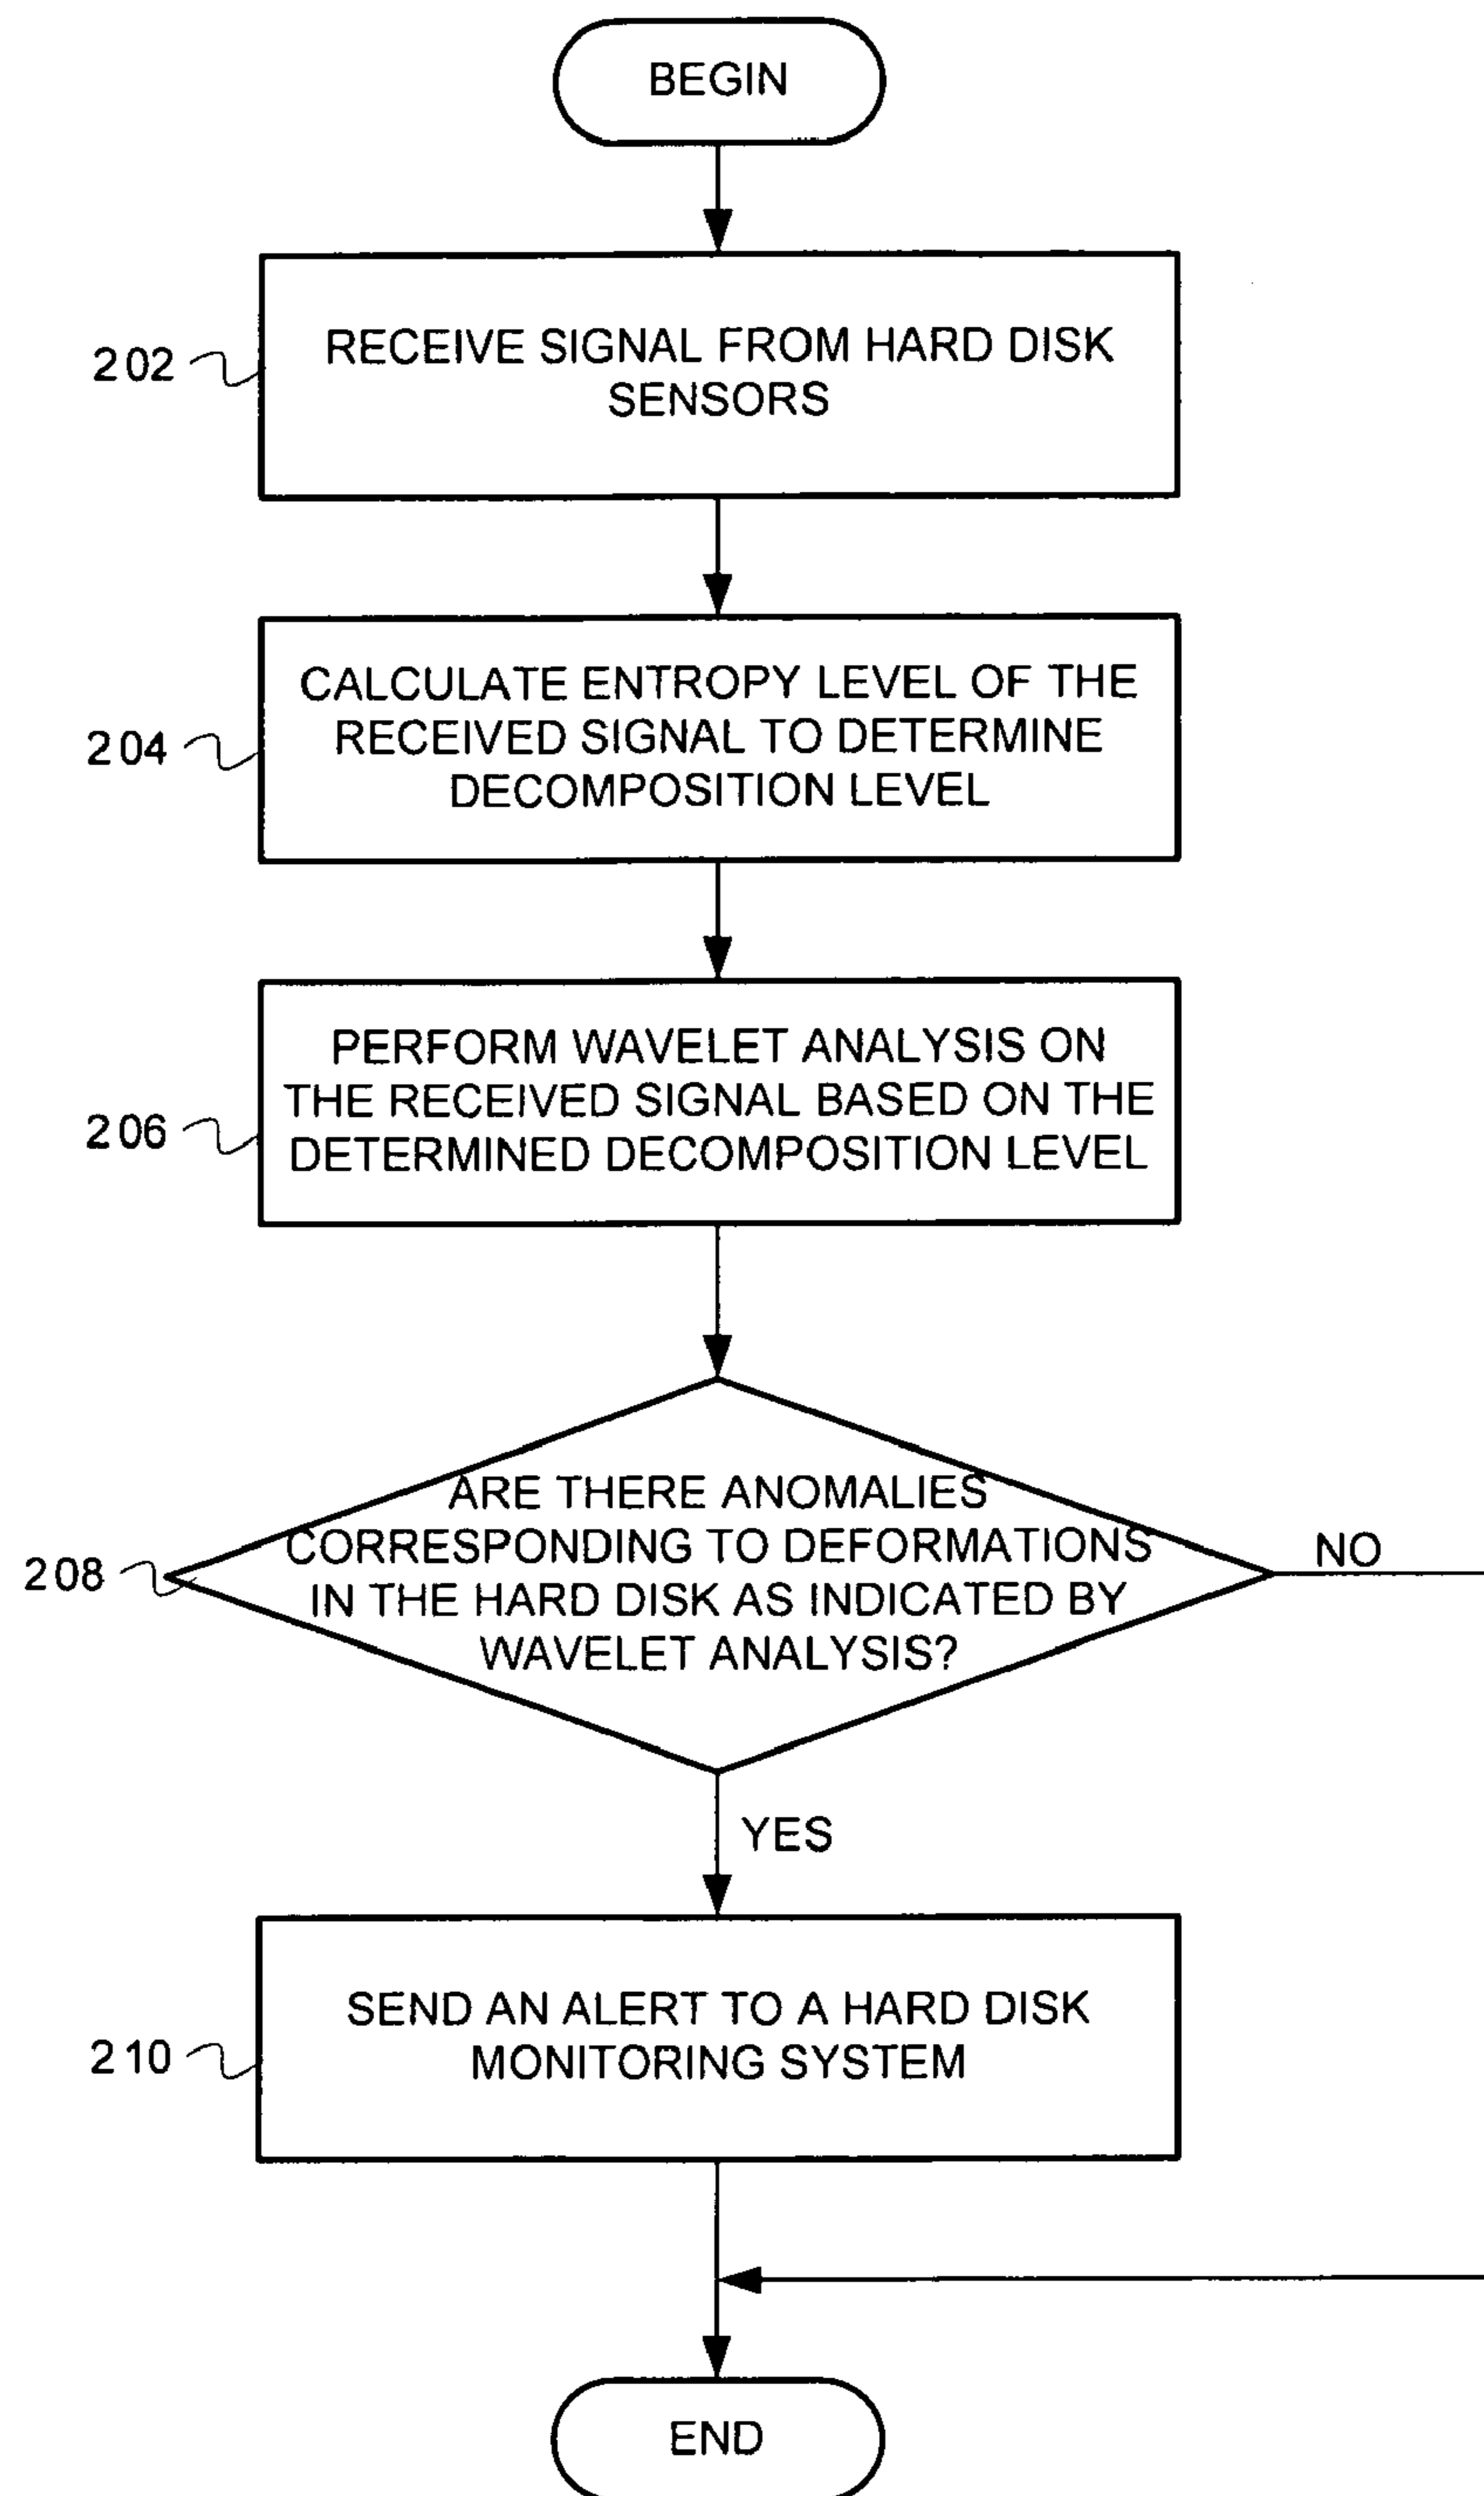 BEGIN
202
RECEIVE SIGNAL FROM HARD DISK
SENSORS
204
CALCULATE ENTROPY LEVEL OF THE
RECEIVED SIGNAL TO DETERMINE
DECOMPOSITION LEVEL
206
PERFORM WAVELET ANALYSIS ON
THE RECEIVED SIGNAL BASED ON THE
DETERMINED DECOMPOSITION LEVEL
208
ARE THERE ANOMALIES
CORRESPONDING TO DEFORMATIONS
IN THE HARD DISK AS INDICATED BY
WAVELET ANALYSIS?
NO
YES
210
SEND AN ALERT TO A HARD DISK
MONITORING SYSTEM
END